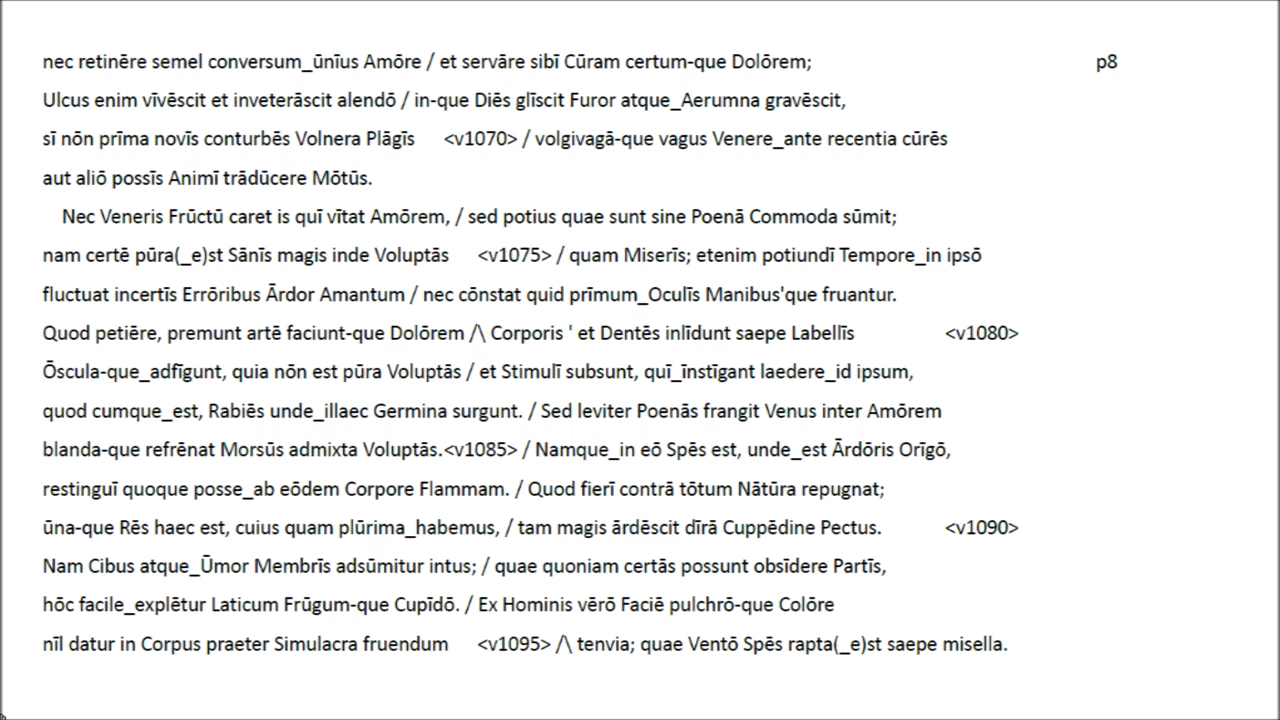 nec retinēre semel conversum_ūnīus Amōre / et servāre sibī Cūram certum-que Dolōrem; p8
Ulcus enim vīvēscit et inveterāscit alendō / in-que Diēs glīscit Furor atque_Aerumna gravēscit,
sī nōn prīma novīs conturbēs Volnera Plāgīs <v1070> / volgivagā-que vagus Venere_ante recentia cūrēs
aut aliō possīs Animī trādūcere Mōtūs.
Nec Veneris Frūctū caret is quī vītat Amōrem, / sed potius quae sunt sine Poenā Commoda sūmit;
nam certē pūra(_e)st Sānīs magis inde Voluptās <v1075> / quam Miserīs; etenim potiundī Tempore_in ipsō
fluctuat incertīs Errōribus Ārdor Amantum / nec cōnstat quid prīmum_Oculīs Manibus'que fruantur.
Quod petiēre, premunt artē faciunt-que Dolōrem /\ Corporis ' et Dentēs inlīdunt saepe Labellīs <v1080>
Ōscula-que_adfīgunt, quia nōn est pūra Voluptās / et Stimulī subsunt, quī_īnstīgant laedere_id ipsum,
quod cumque_est, Rabiēs unde_illaec Germina surgunt. / Sed leviter Poenās frangit Venus inter Amōrem
blanda-que refrēnat Morsūs admixta Voluptās.<v1085> / Namque_in eō Spēs est, unde_est Ārdōris Orīgō,
restinguī quoque posse_ab eōdem Corpore Flammam. / Quod fierī contrā tōtum Nātūra repugnat;
ūna-que Rēs haec est, cuius quam plūrima_habemus, / tam magis ārdēscit dīrā Cuppēdine Pectus. <v1090>
Nam Cibus atque_Ūmor Membrīs adsūmitur intus; / quae quoniam certās possunt obsīdere Partīs,
hōc facile_explētur Laticum Frūgum-que Cupīdō. / Ex Hominis vērō Faciē pulchrō-que Colōre
nīl datur in Corpus praeter Simulacra fruendum <v1095> /\ tenvia; quae Ventō Spēs rapta(_e)st saepe misella.